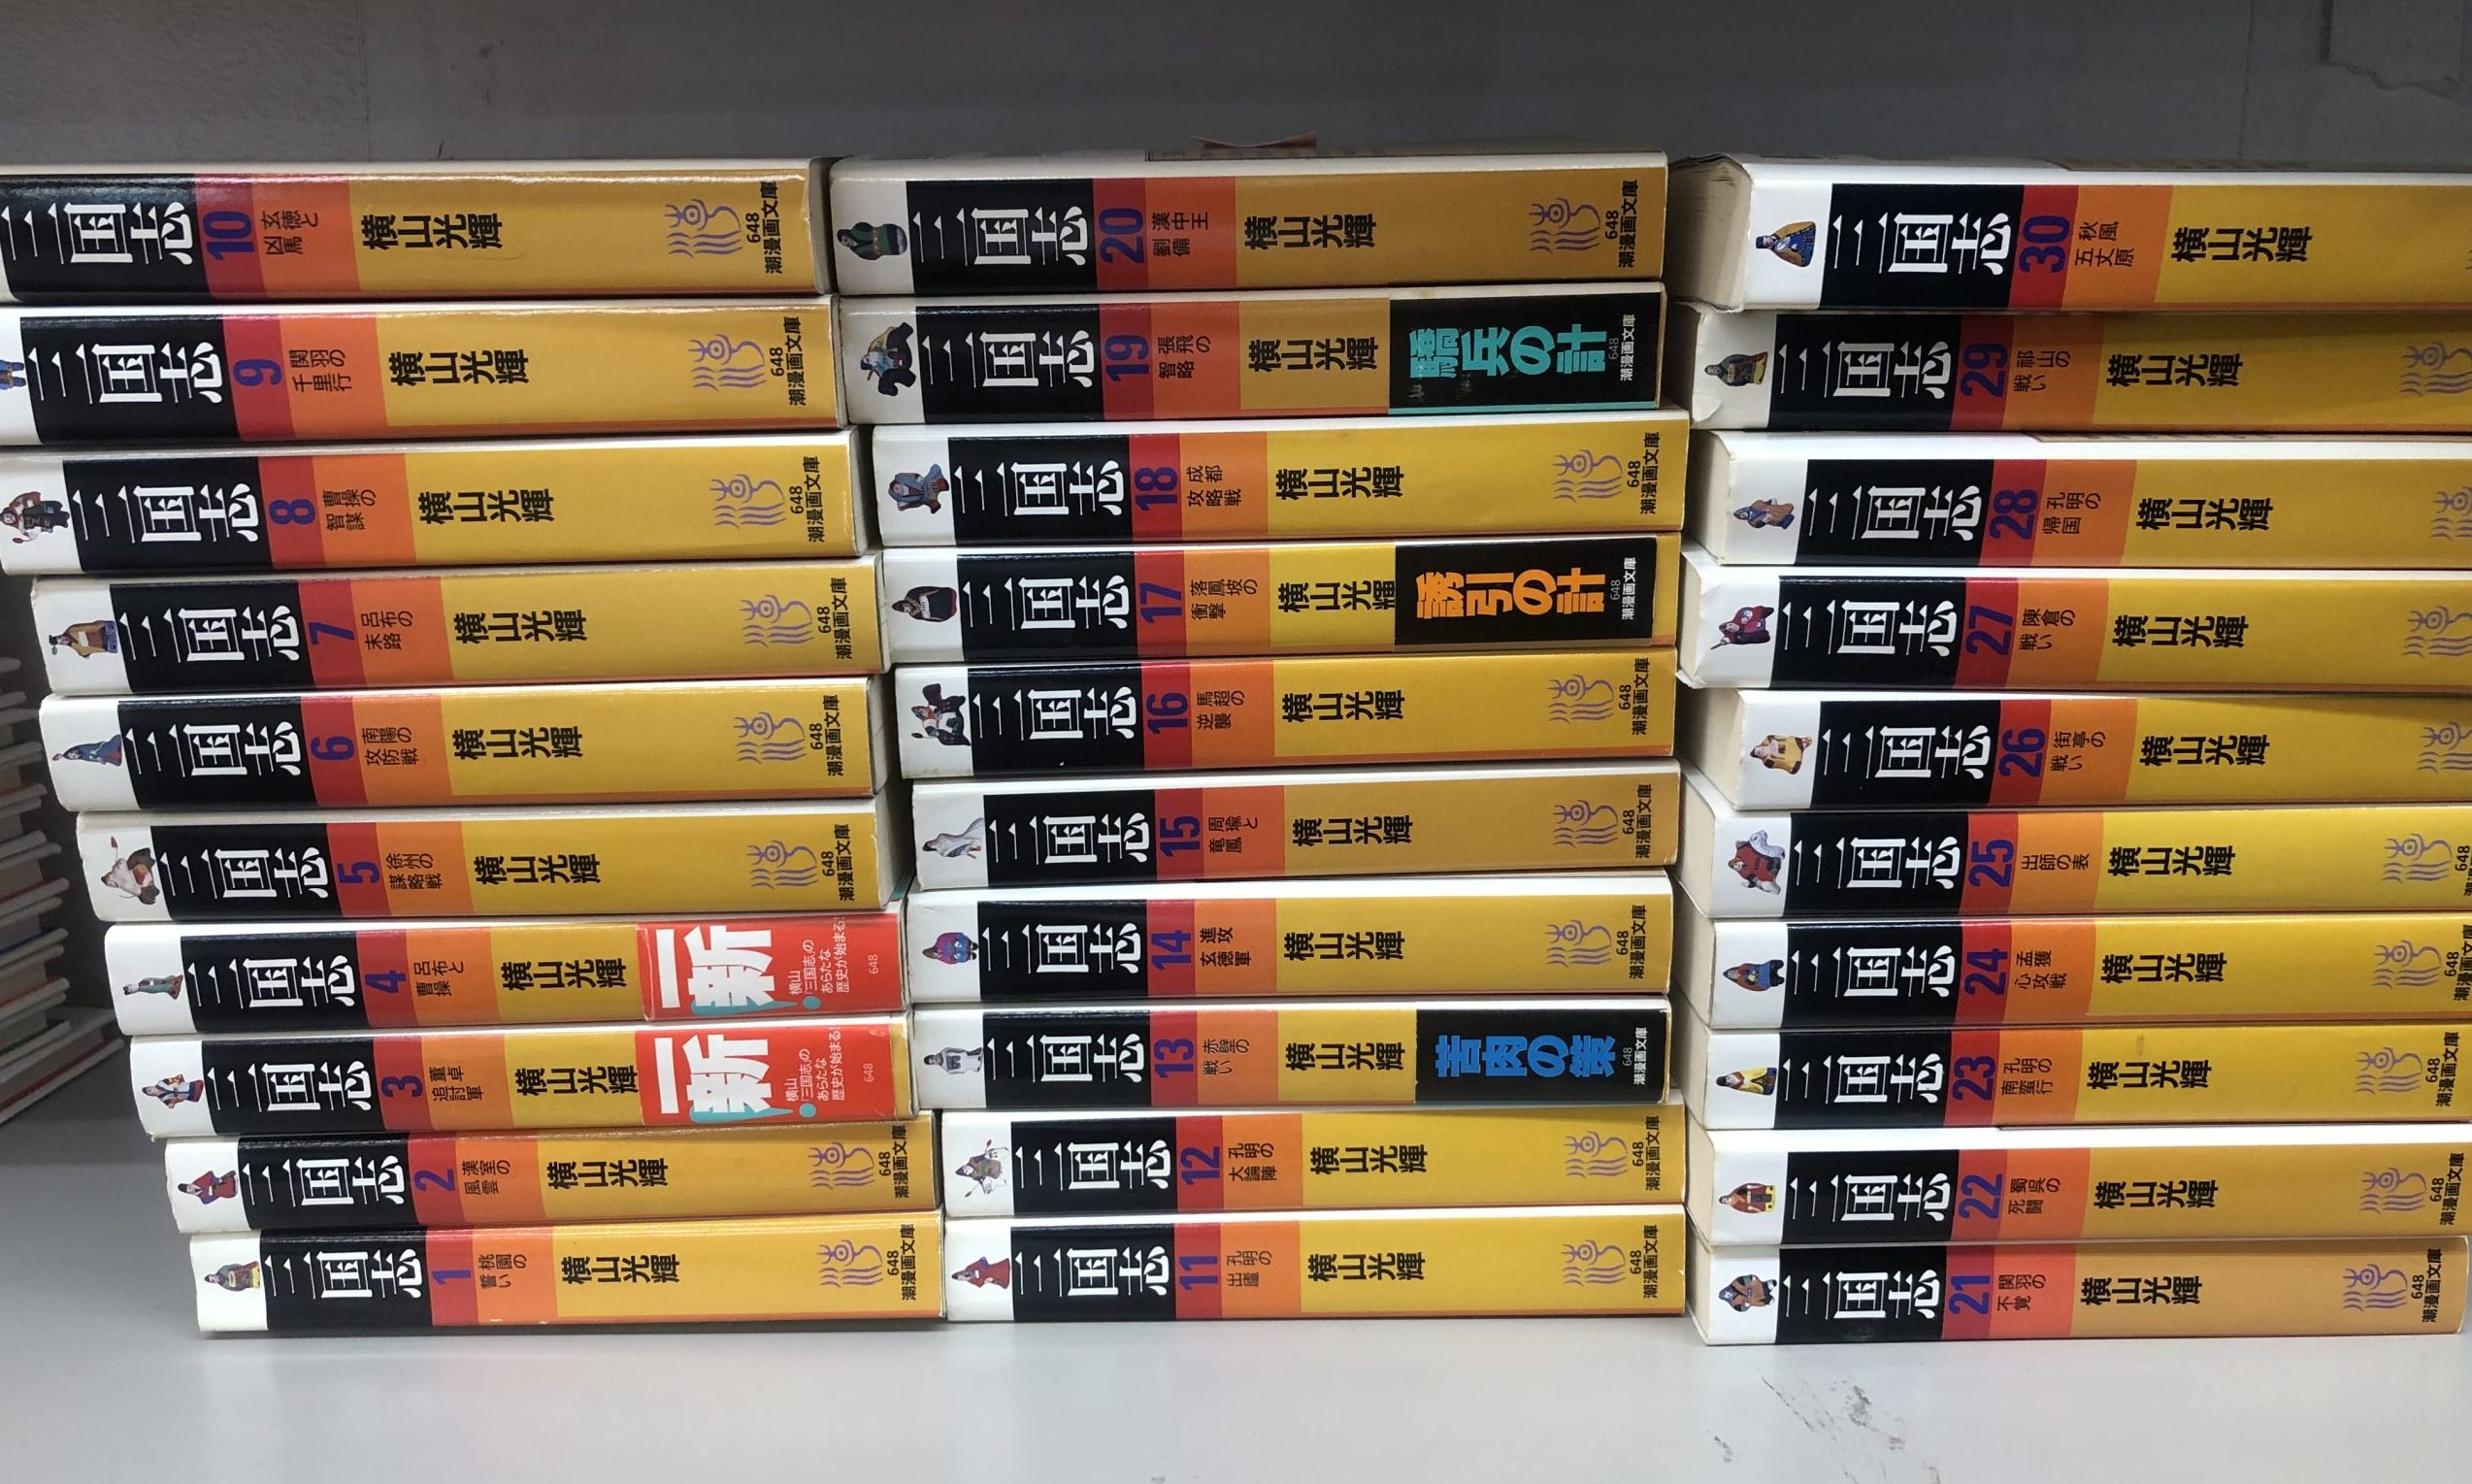 三国志 10 玄徳と凶馬 横山光輝 648 潮漫画文庫
三国志 9 関羽の千里行 横山光輝 648 潮漫画文庫
三国志 8 曹操の智謀 横山光輝 648 潮漫画文庫
三国志 7 呂布の末路 横山光輝 648 潮漫画文庫
三国志 6 南陽の攻防戦 横山光輝 648 潮漫画文庫
三国志 5 徐州の謀略戦 横山光輝 648 潮漫画文庫
三国志 4 呂布と曹操 横山光輝 一新! 横山「三国志」のあらたな歴史が始まる! 648
三国志 3 董卓追討軍 横山光輝 一新! 横山「三国志」のあらたな歴史が始まる! 648
三国志 2 漢室の風雲 横山光輝 648 潮漫画文庫
三国志 1 桃園の誓い 横山光輝 648 潮漫画文庫
三国志 20 漢中王劉備 横山光輝 648 潮漫画文庫
三国志 19 張飛の智略 横山光輝 驕兵の計 648 潮漫画文庫
三国志 18 成都攻略戦 横山光輝 648 潮漫画文庫
三国志 17 落鳳坡の衝撃 横山光輝 誘引の計 648 潮漫画文庫
三国志 16 馬超の逆襲 横山光輝 648 潮漫画文庫
三国志 15 周瑜と竜鳳 横山光輝 648 潮漫画文庫
三国志 14 進攻玄徳軍 横山光輝 648 潮漫画文庫
三国志 13 赤壁の戦い 横山光輝 苦肉の策 648 潮漫画文庫
三国志 12 孔明の大論陣 横山光輝 648 潮漫画文庫
三国志 11 孔明の出廬 横山光輝 648 潮漫画文庫
三国志 30 秋風五丈原 横山光輝
三国志 29 祁山の戦い 横山光輝
三国志 28 孔明の帰国 横山光輝
三国志 27 陳倉の戦い 横山光輝
三国志 26 街亭の戦い 横山光輝
三国志 25 出師の表 横山光輝 648
三国志 24 孟獲心攻戦 横山光輝 648 潮漫画文庫
三国志 23 孔明の南蛮行 横山光輝 648 潮漫画文庫
三国志 22 蜀呉の死闘 横山光輝 648 潮漫画文庫
三国志 21 関羽の不覚 横山光輝 648 潮漫画文庫